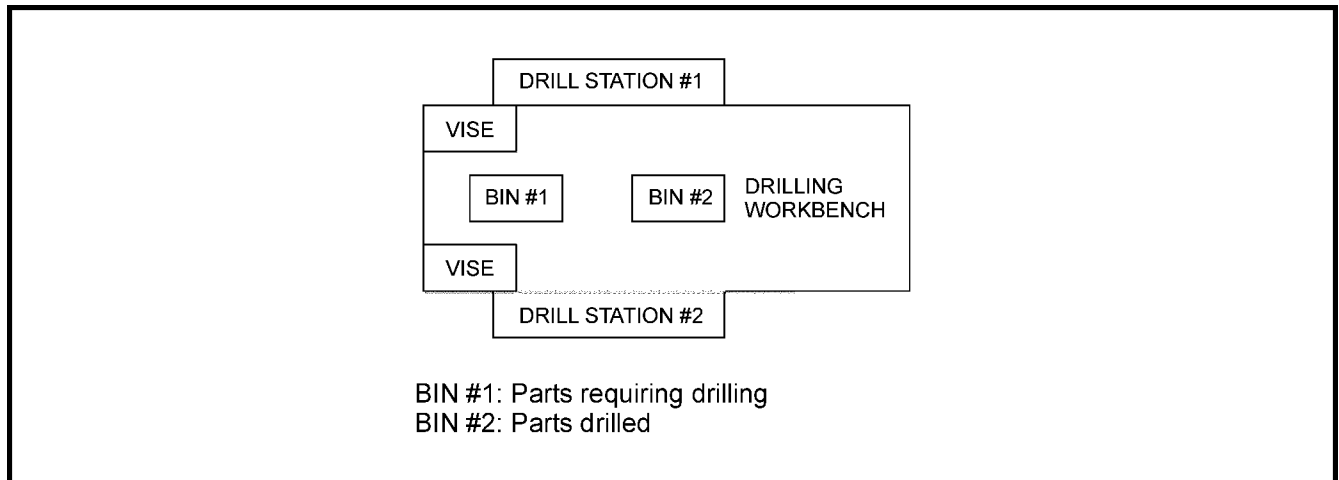 DRILL STATION #1
VISE
BIN #1
BIN #2
DRILLING
WORKBENCH
VISE
DRILL STATION #2
BIN #1: Parts requiring drilling
BIN #2: Parts drilled